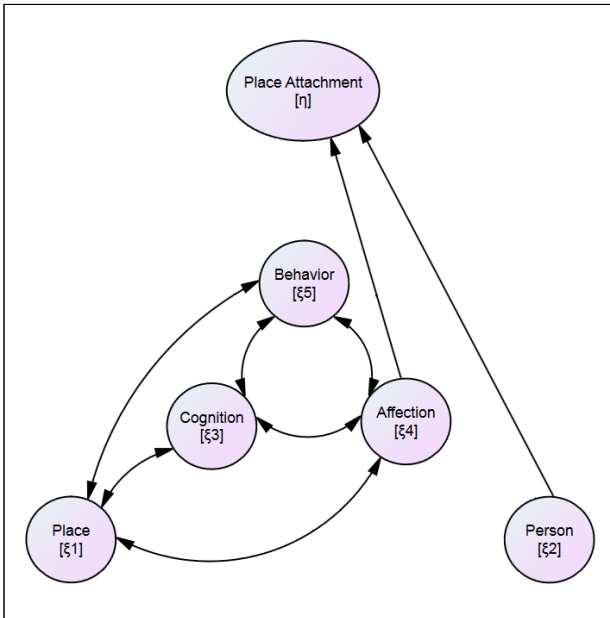 Place Attachment
[η]
Behavior
[ξ5]
Cognition
[ξ3]
Affection
[ξ4]
Place
[ξ1]
Person
[ξ2]